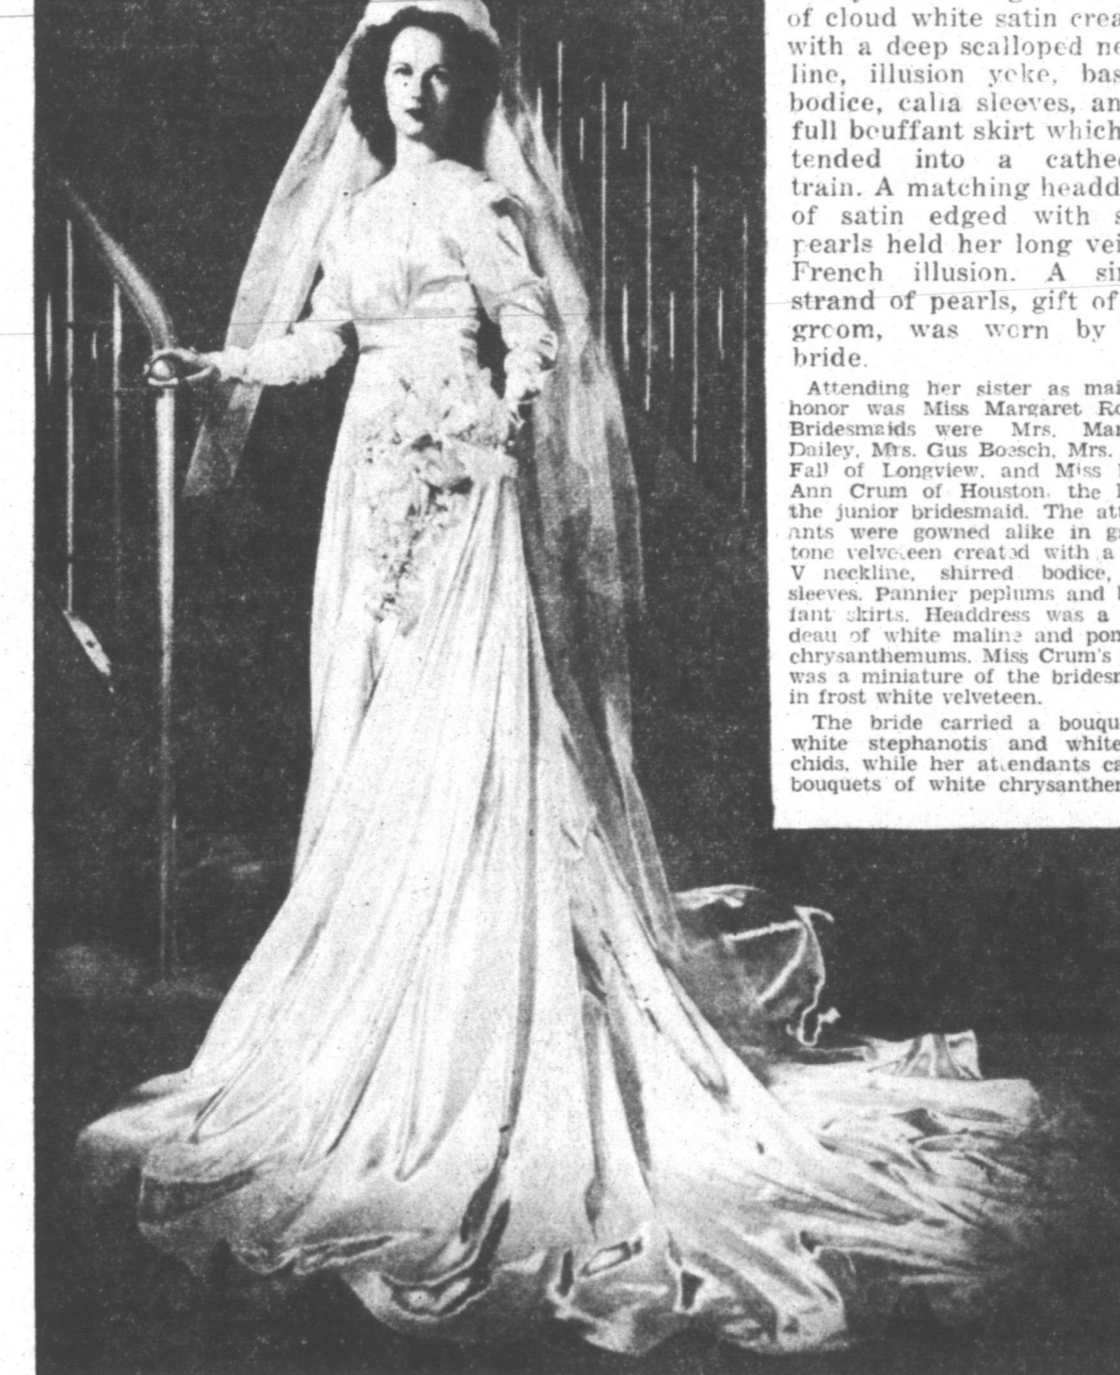 of cloud white satin crea
with a deep scalloped ne
line, illusion yoke, bas
bodice, calia sleeves, an
full bouffant skirt which
tended into a cathe
train. A matching headd
of satin edged with s
pearls held her long vei
French illusion. A si
strand of pearls, gift of
groom, was worn by
bride.
Attending her sister as mai
honor was Miss Margaret Ro
Bridesmaids were Mrs. Mar
Dailey, Mrs. Gus Boesch, Mrs.
Fall of Longview, and Miss
Ann Crum of Houston, the
the junior bridesmaid. The att
ants were gowned alike in g
tone velveteen created with a
V neckline, shirred bodice,
sleeves. Pannier peplums and
fant skirts. Headdress was a
deau of white maline and pon
chrysanthemums. Miss Crum's
was a miniature of the bridesn
in frost white velveteen.
The bride carried a bouqu
white stephanotis and white
chids, while her attendants ca
bouquets of white chrysanthen